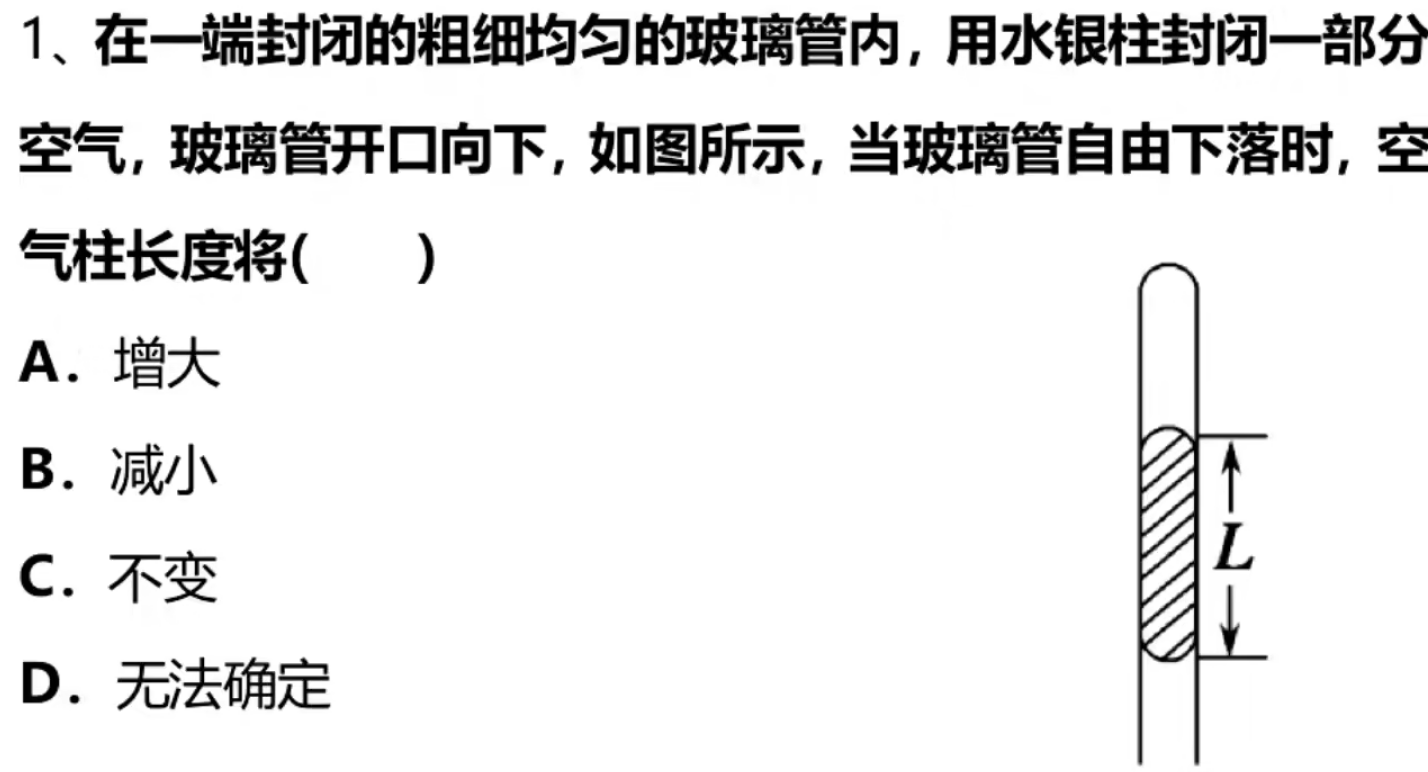 1、在一端封闭的粗细均匀的玻璃管内，用水银柱封闭一部分
空气，玻璃管开口向下，如图所示，当玻璃管自由下落时，空
气柱长度将(　　)
A．增大
B．减小
C．不变
D．无法确定
L